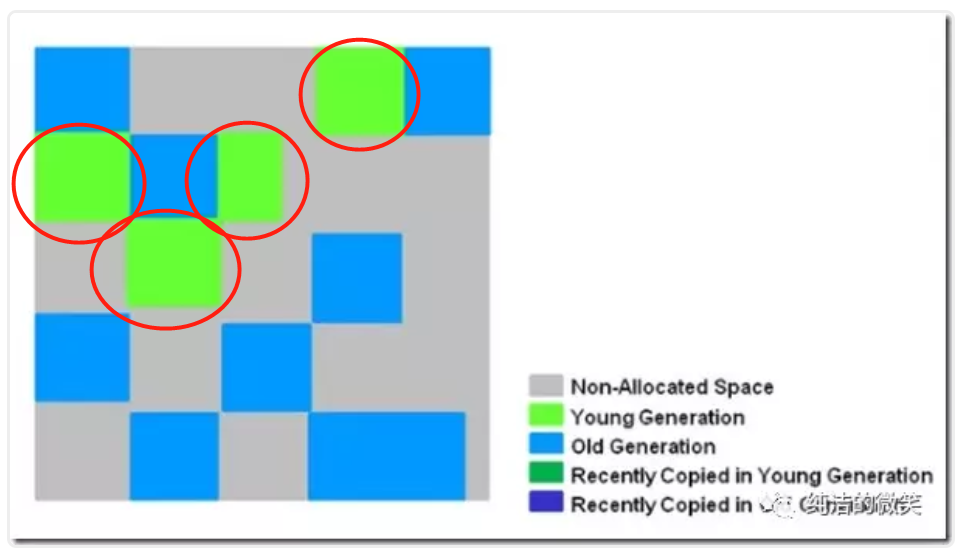 Non-Allocated Space
Young Generation
Old Generation
Recently Copied in Young Generation
Recently Copied in
纯洁的微笑